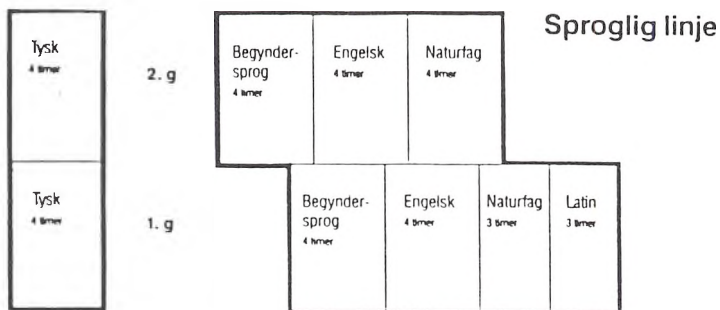 Sproglig linje
Tysk
4 timer
2. g
Begynder-
sprog
4 timer
Engelsk
4 timer
Naturfag
4 timer
Tysk
4 timer
1. g
Begynder-
sprog
4 timer
Engelsk
4 timer
Naturfag
3 timer
Latin
3 timer